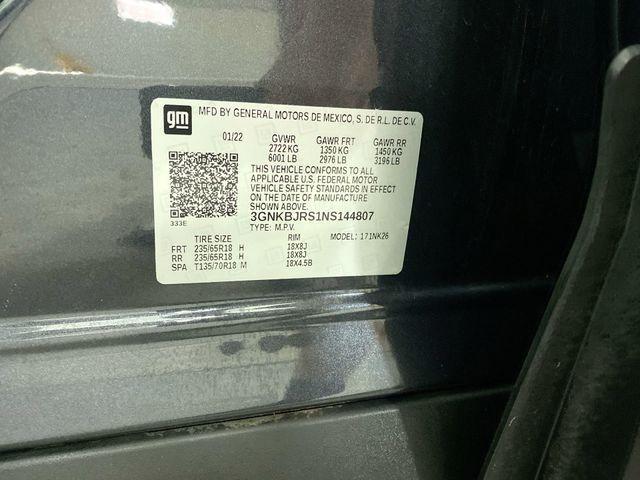 gm
MFD BY GENERAL MOTORS DE MEXICO, S. DE R.L. DE C.V.
01/22 GVWR GAWR FRT GAWR RR
2722 KG 1350 KG 1450 KG
6001 LB 2976 LB 3196 LB
THIS VEHICLE CONFORMS TO ALL
APPLICABLE U.S. FEDERAL MOTOR
VEHICLE SAFETY STANDARDS IN EFFECT
ON THE DATE OF MANUFACTURE
SHOWN ABOVE.
3GNKBJRS1NS144807
333E
TYPE: M.P.V.
TIRE SIZE RIM MODEL: 171NK26
FRT 235/65R18 H 18X8J
RR 235/65R18 H 18X8J
SPA T135/70R18 M 18X4.5B